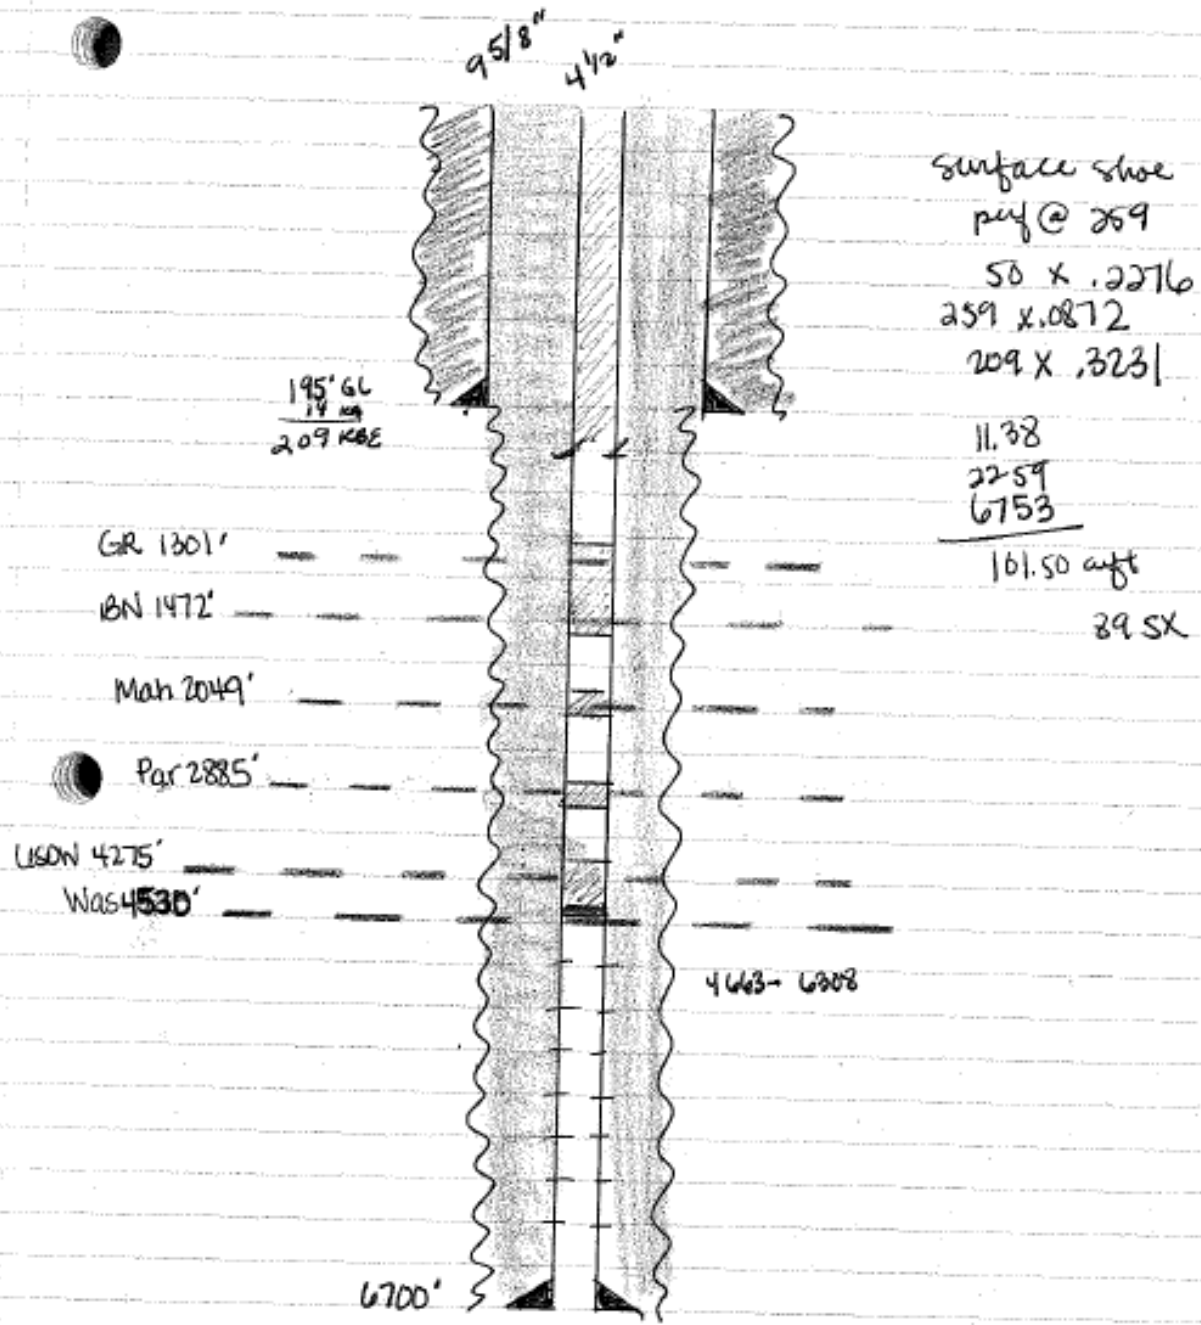 9 5/8"
4 1/2"
Surface shoe
perf @ 259
50 x .2276
259 x .0872
209 x .3231
195' GL
14 KB
209 KBE
11.38
22.59
67.53
101.50 cuft
89 SX
GR 1301'
BN 1472'
Mah 2049'
Par 2885'
USDW 4275'
Was 4530'
4663 - 6308
6700'